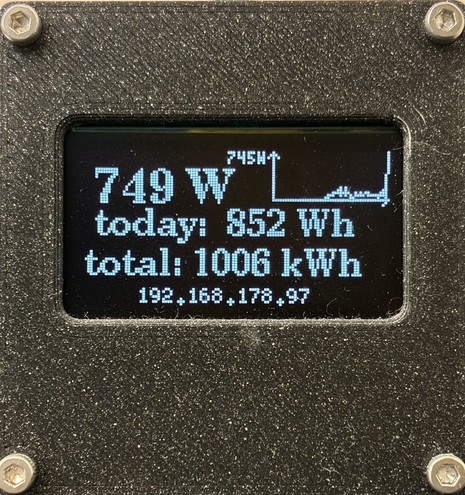 745W
749 W
today: 852 Wh
total: 1006 kWh
192.168.178.97